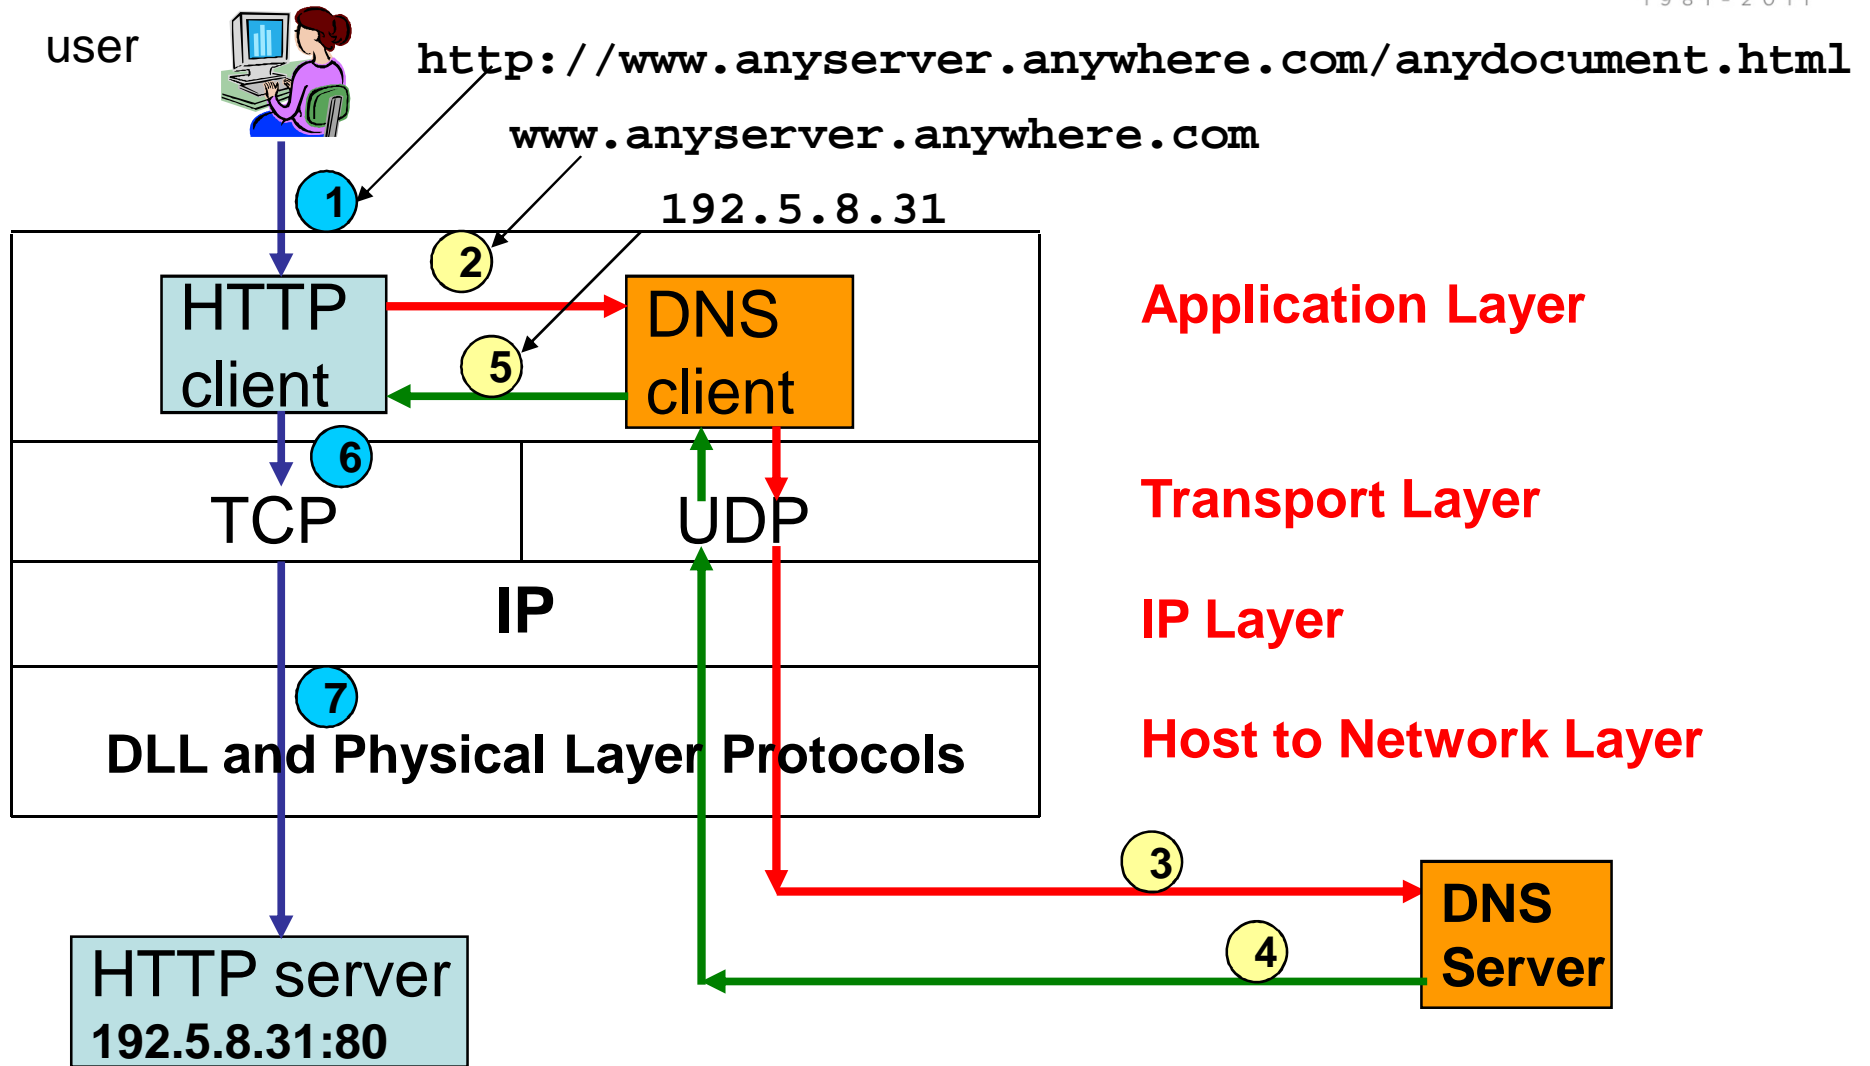 1981-2011
user
http://www.anyserver.anywhere.com/anydocument.html
www.anyserver.anywhere.com
1
192.5.8.31
2
HTTP
client
DNS
client
Application Layer
5
6
TCP
UDP
Transport Layer
IP
IP Layer
7
DLL and Physical Layer Protocols
Host to Network Layer
3
DNS
Server
4
HTTP server
192.5.8.31:80